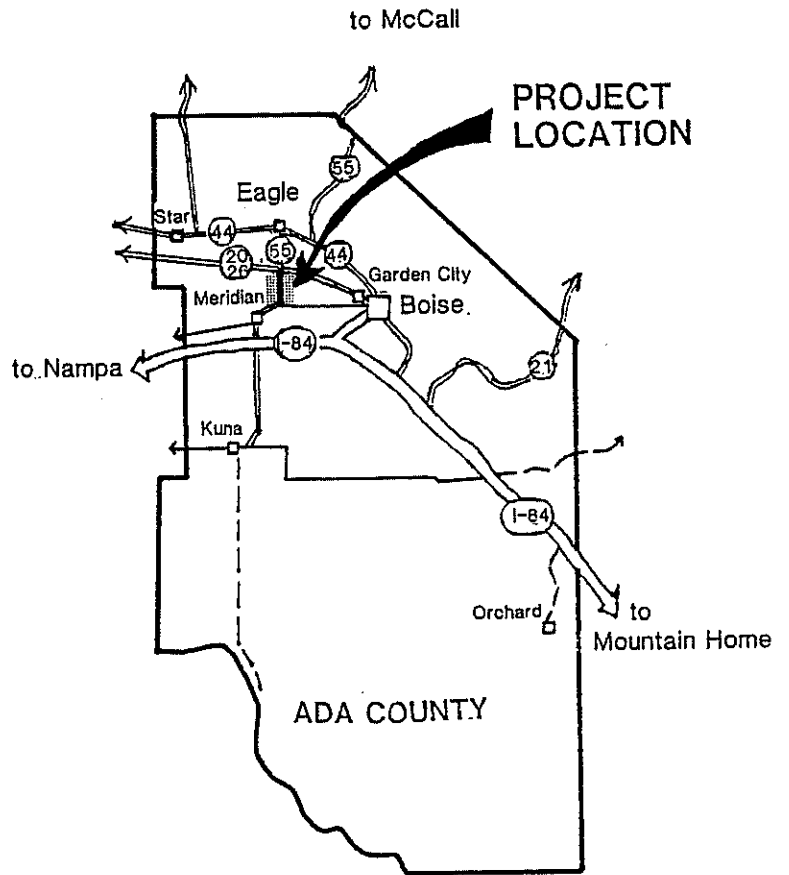 to McCall
PROJECT
LOCATION
55
Eagle
Star
44
55
44
20
26
Garden City
Meridian
Boise
I-84
21
to Nampa
Kuna
I-84
Orchard
to
Mountain Home
ADA COUNTY